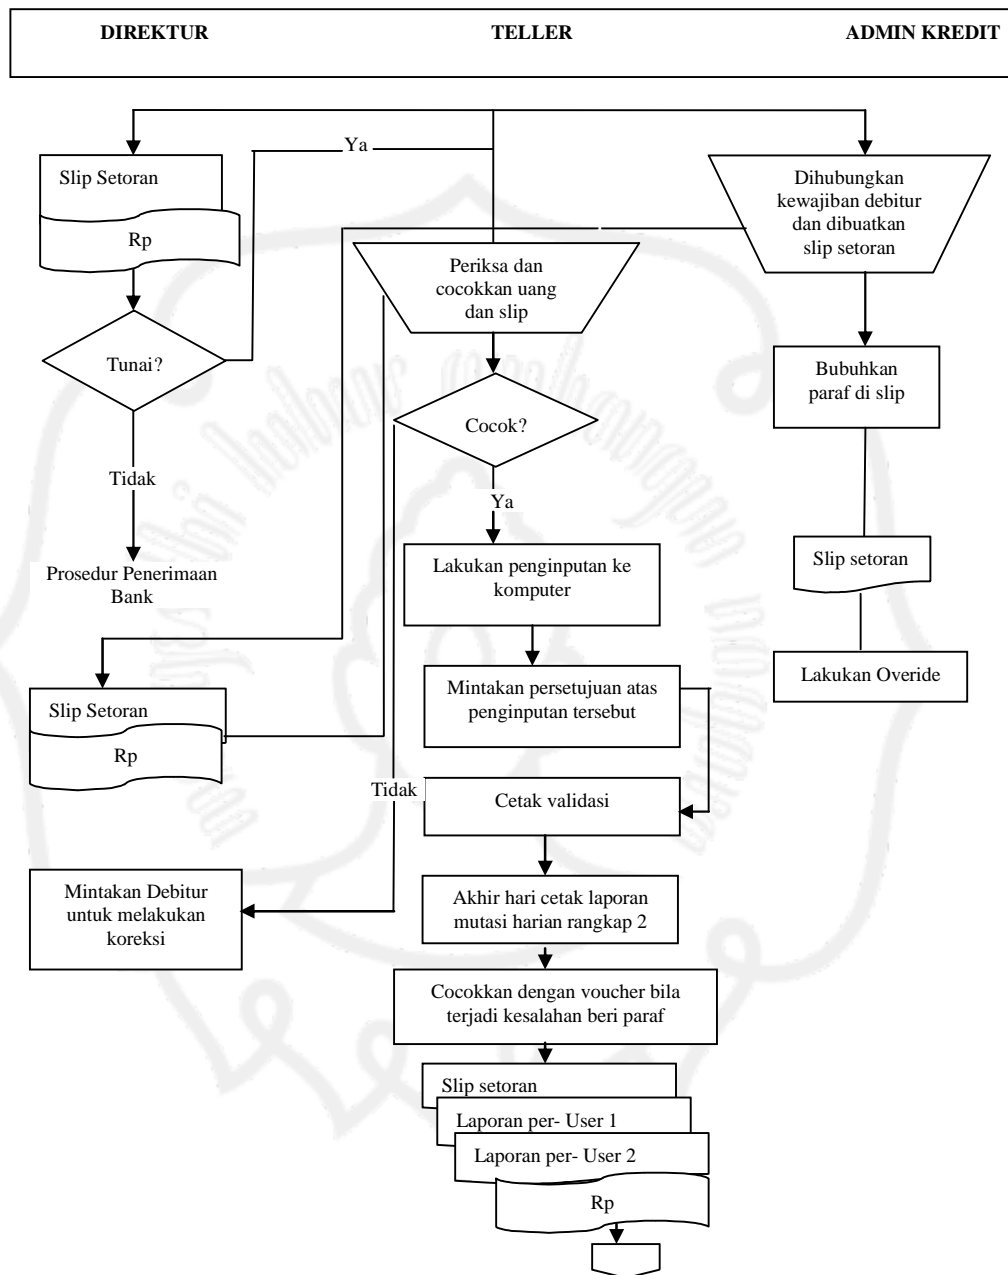 DIREKTUR
TELLER
ADMIN KREDIT
Ya
Slip Setoran
Rp
Dihubungkan
kewajiban debitur
dan dibuatkan
slip setoran
Periksa dan
cocokkan uang
dan slip
Tunai?
Bubuhkan
paraf di slip
Cocok?
Tidak
Ya
Prosedur Penerimaan
Bank
Lakukan penginputan ke
komputer
Slip setoran
Mintakan persetujuan atas
penginputan tersebut
Lakukan Overide
Slip Setoran
Rp
Tidak
Cetak validasi
Mintakan Debitur
untuk melakukan
koreksi
Akhir hari cetak laporan
mutasi harian rangkap 2
Cocokkan dengan voucher bila
terjadi kesalahan beri paraf
Slip setoran
Laporan per- User 1
Laporan per- User 2
Rp